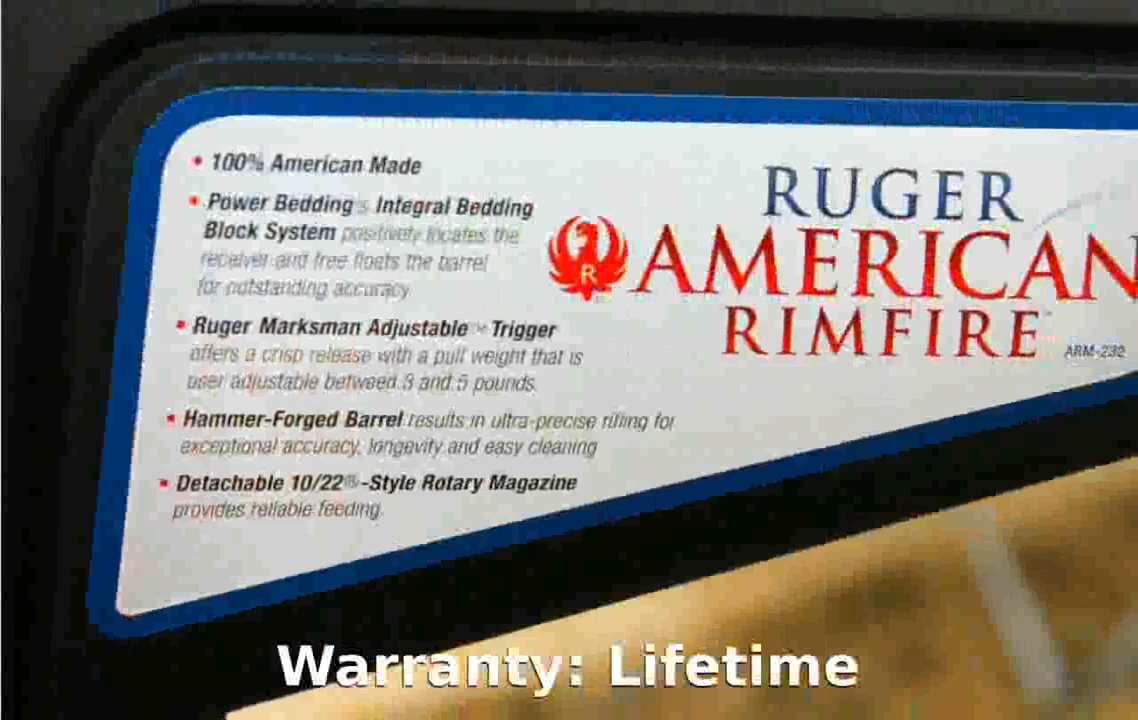 • 100% American Made
• Power Bedding® Integral Bedding
Block System positively locates the
receiver and free floats the barrel
for outstanding accuracy
• Ruger Marksman Adjustable™ Trigger
offers a crisp release with a pull weight that is
user adjustable between 3 and 5 pounds.
• Hammer-Forged Barrel results in ultra-precise rifling for
exceptional accuracy, longevity and easy cleaning
• Detachable 10/22®-Style Rotary Magazine
provides reliable feeding.
RUGER
R
AMERICAN
RIMFIRE™
ARM-232
Warranty: Lifetime